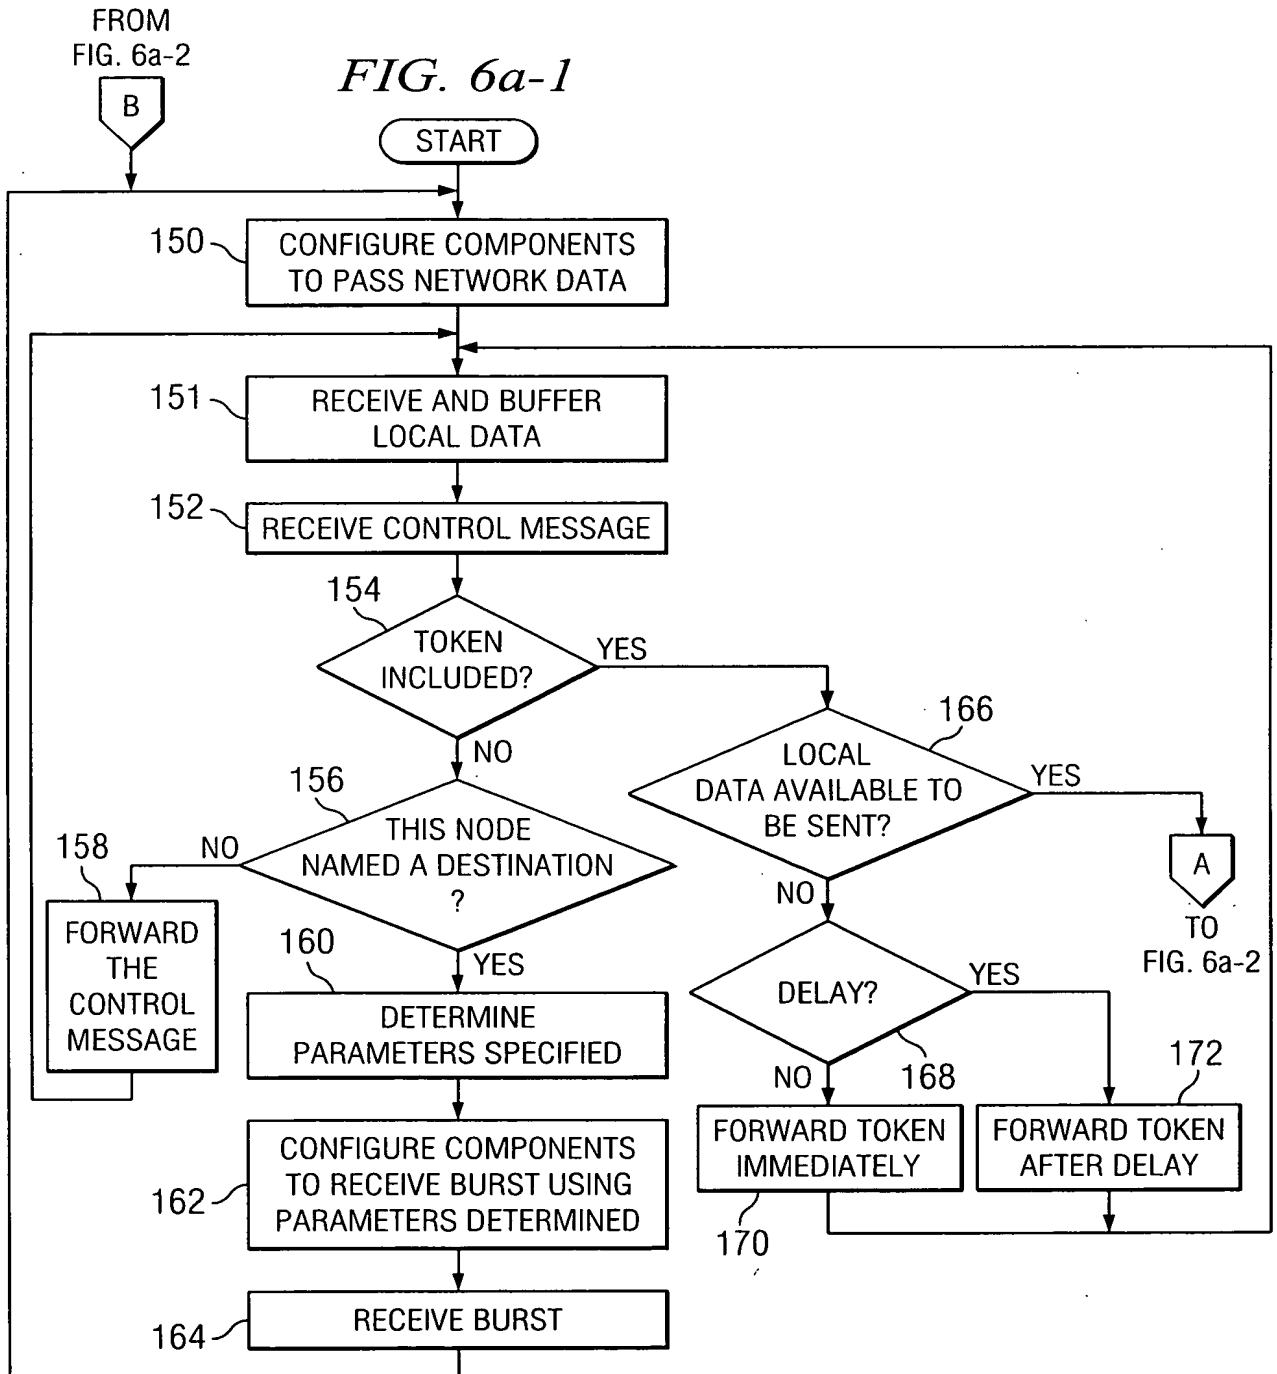 FROM
FIG. 6a-2
B
FIG. 6a-1
START
150
CONFIGURE COMPONENTS
TO PASS NETWORK DATA
151
RECEIVE AND BUFFER
LOCAL DATA
152
RECEIVE CONTROL MESSAGE
154
TOKEN
INCLUDED?
YES
NO
166
LOCAL
DATA AVAILABLE TO
BE SENT?
YES
NO
A
TO
FIG. 6a-2
156
THIS NODE
NAMED A DESTINATION
?
NO
YES
158
FORWARD
THE
CONTROL
MESSAGE
160
DETERMINE
PARAMETERS SPECIFIED
DELAY?
YES
NO
168
172
FORWARD TOKEN
IMMEDIATELY
170
FORWARD TOKEN
AFTER DELAY
162
CONFIGURE COMPONENTS
TO RECEIVE BURST USING
PARAMETERS DETERMINED
164
RECEIVE BURST